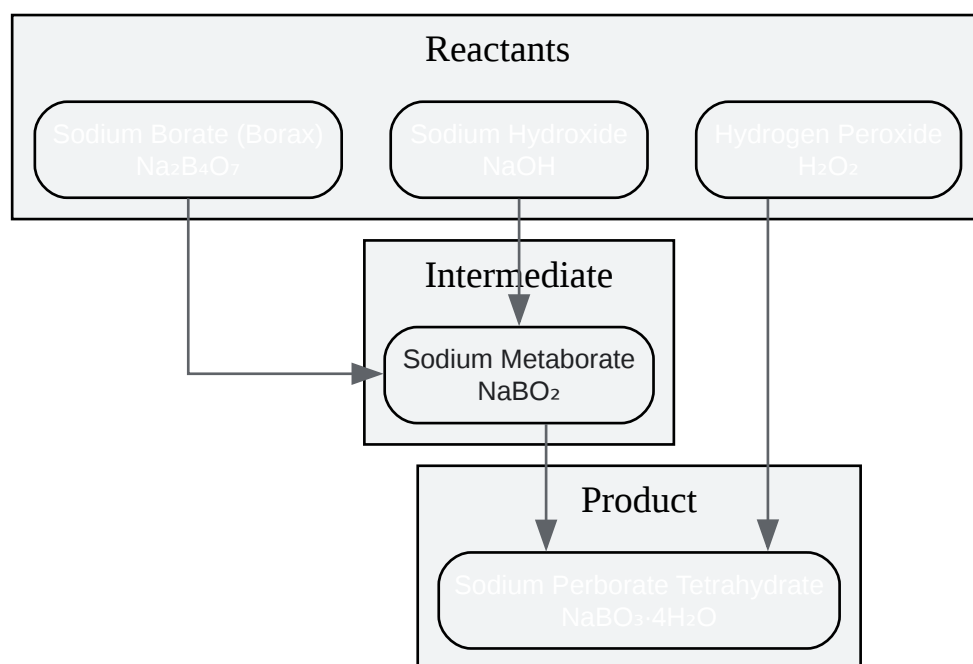 Reactants
Sodium Borate (Borax)
Na₂B₄O₇
Sodium Hydroxide
NaOH
Hydrogen Peroxide
H₂O₂
Intermediate
Sodium Metaborate
NaBO₂
Product
Sodium Perborate Tetrahydrate
NaBO₃·4H₂O